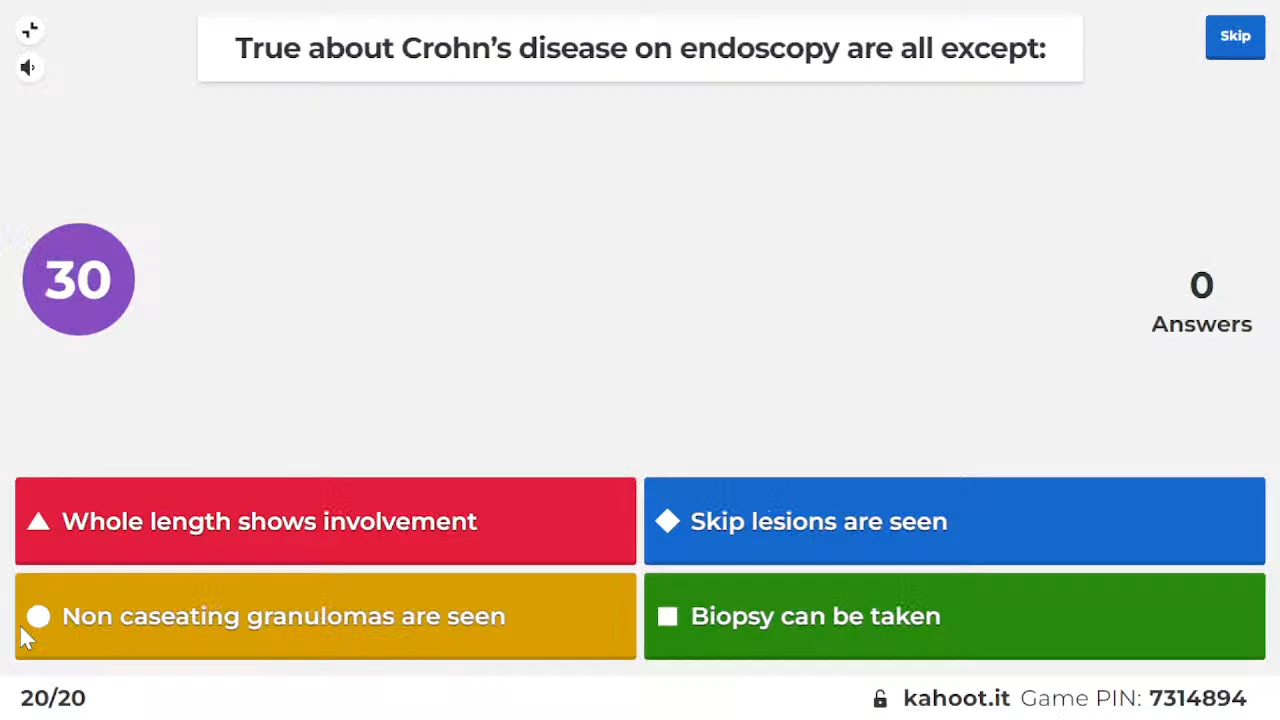 True about Crohn’s disease on endoscopy are all except:
Skip
30
0
Answers
Whole length shows involvement
Skip lesions are seen
Non caseating granulomas are seen
Biopsy can be taken
20/20
kahoot.it Game PIN: 7314894